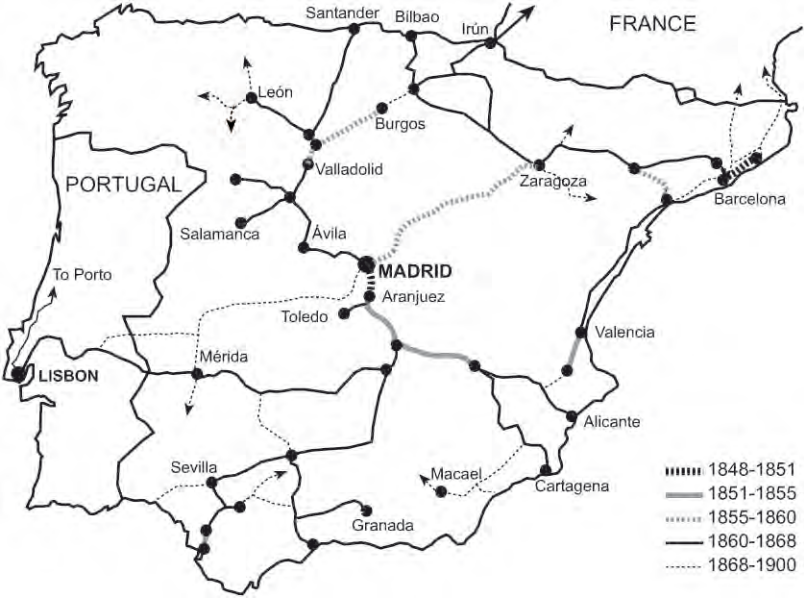 Santander
Bilbao
Irún
FRANCE
León
Burgos
Valladolid
PORTUGAL
Zaragoza
Barcelona
Salamanca
Ávila
To Porto
MADRID
Aranjuez
Toledo
Valencia
Mérida
LISBON
Alicante
Sevilla
Macael
Cartagena
Granada
1848-1851
1851-1855
1855-1860
1860-1868
1868-1900